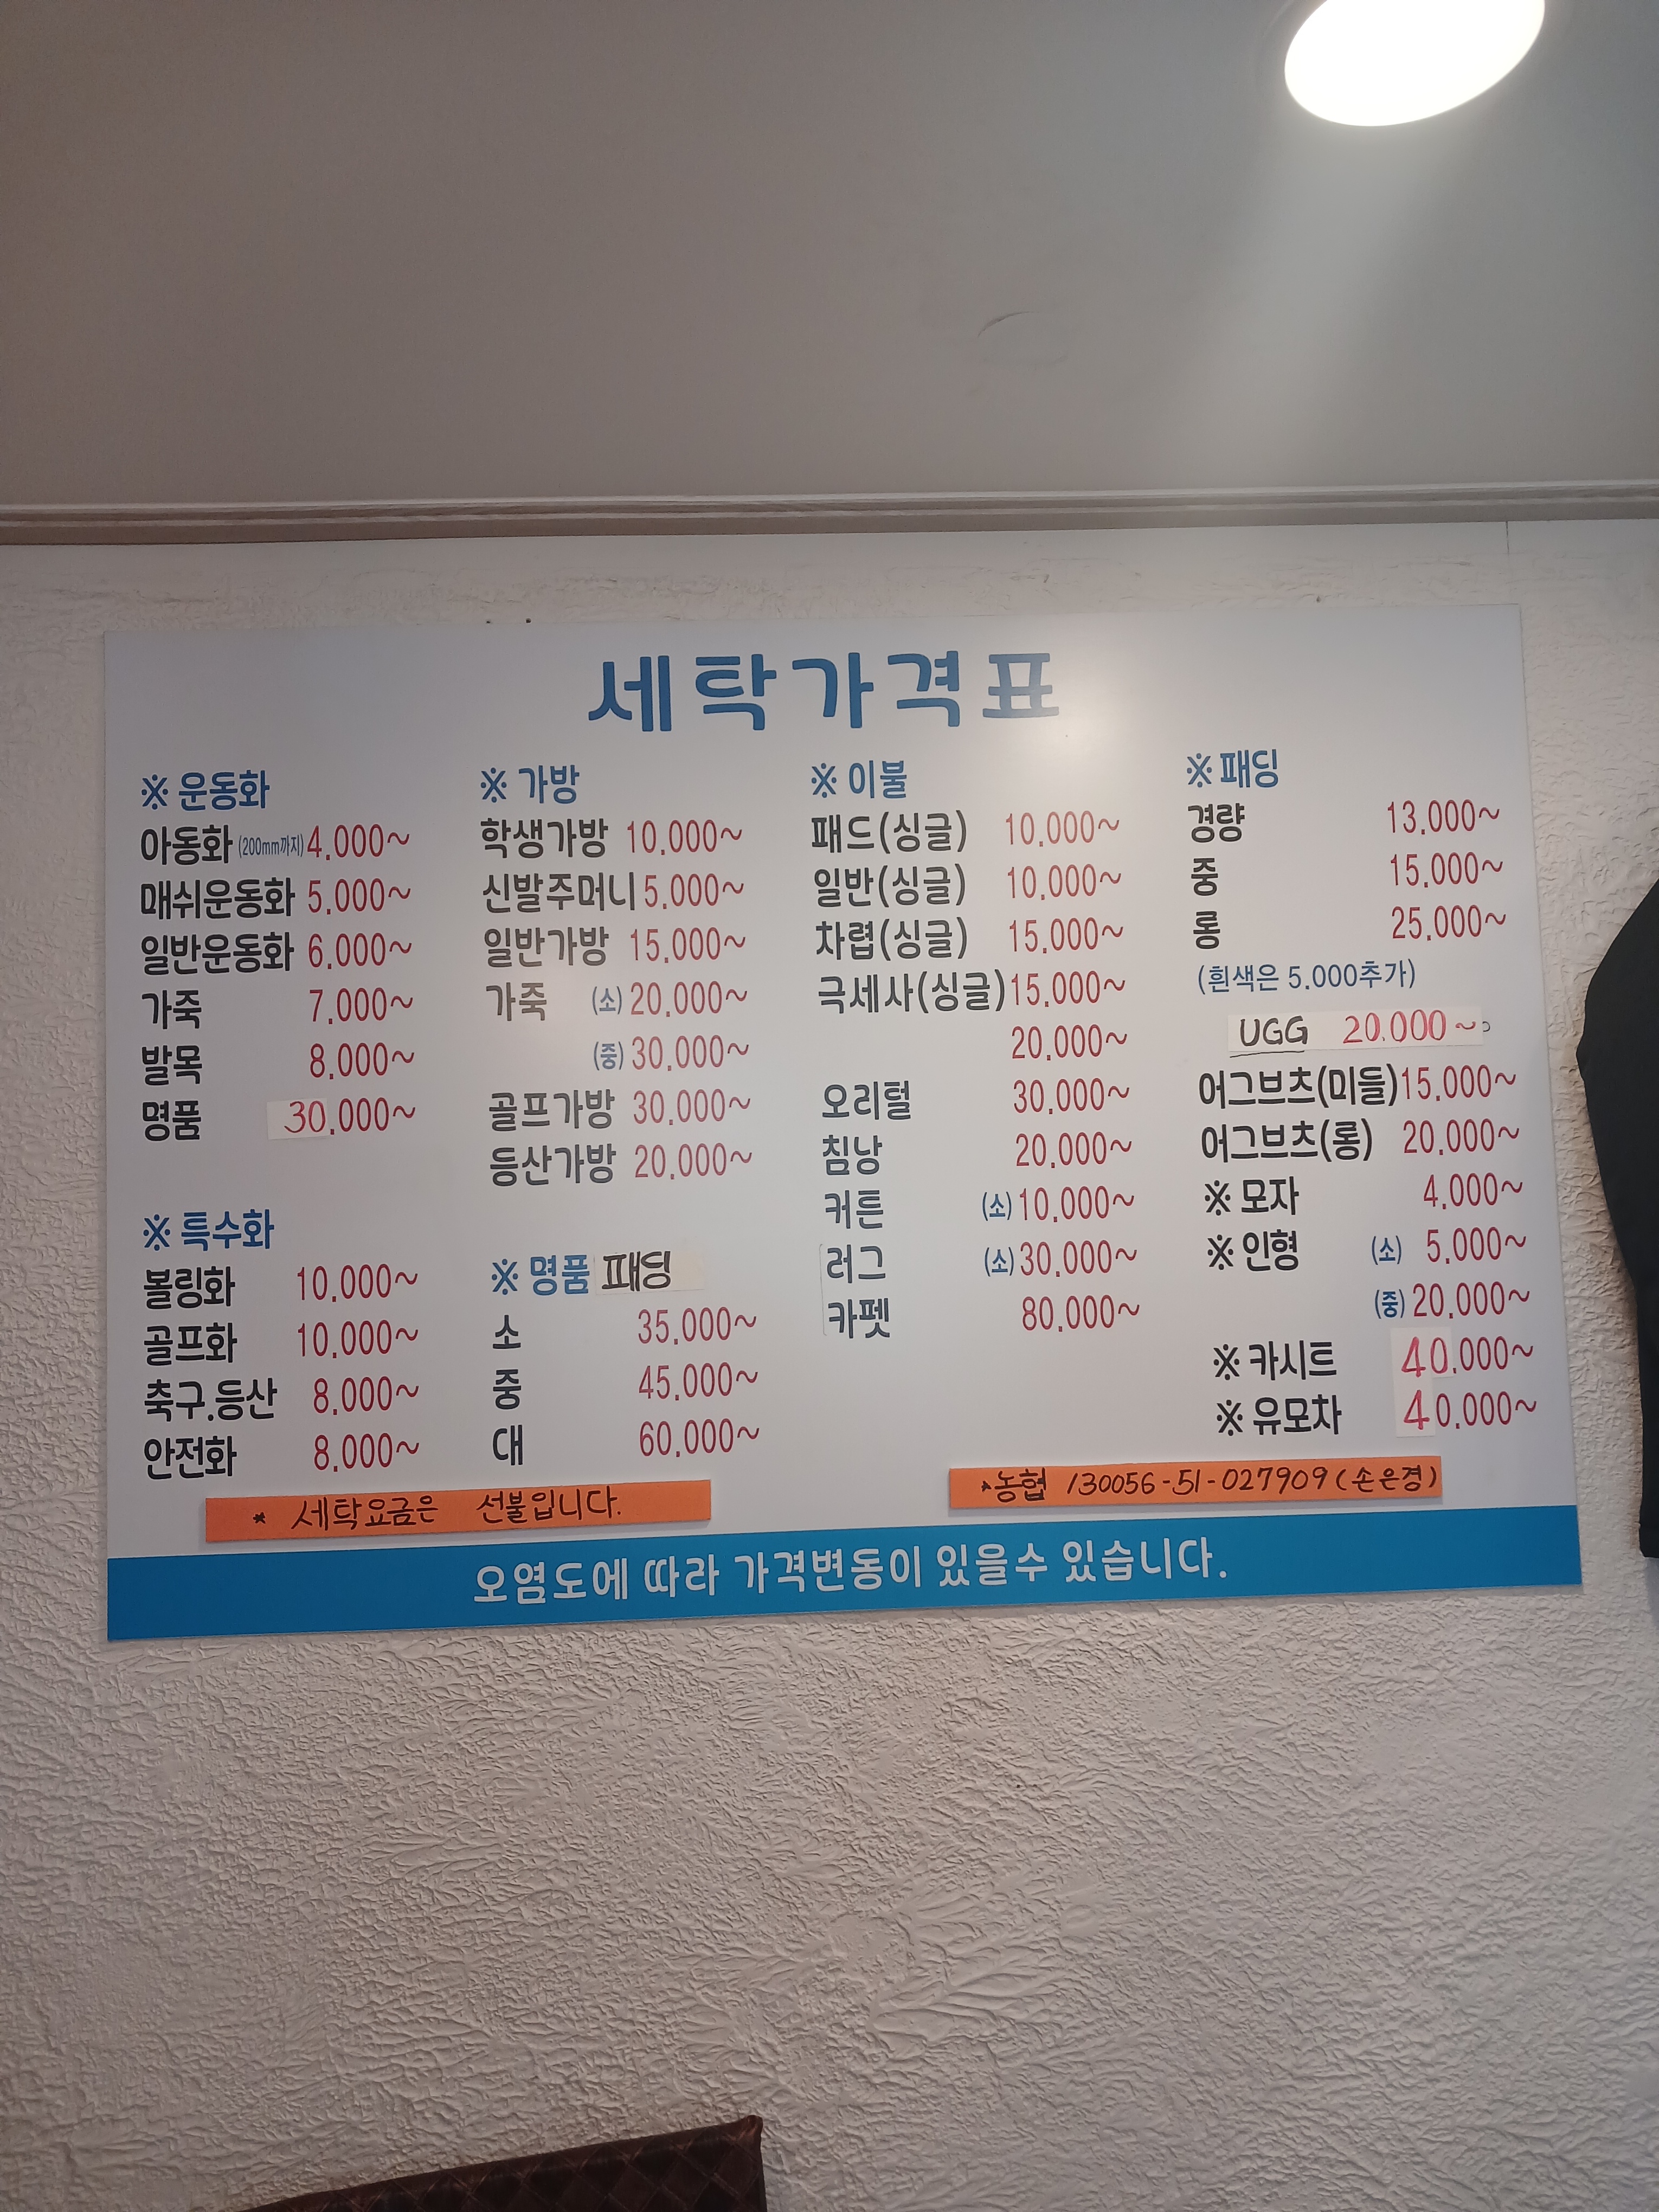 세탁가격표
※ 운동화
아동화 (200mm까지) 4.000~
매쉬운동화 5.000~
일반운동화 6.000~
가죽 7.000~
발목 8.000~
명품 30.000~
※ 특수화
볼링화 10.000~
골프화 10.000~
축구.등산 8.000~
안전화 8.000~
※ 가방
학생가방 10.000~
신발주머니 5.000~
일반가방 15.000~
가죽 (소) 20.000~
(중) 30.000~
골프가방 30.000~
등산가방 20.000~
※ 명품 패딩
소 35.000~
중 45.000~
대 60.000~
※ 이불
패드(싱글) 10.000~
일반(싱글) 10.000~
차렵(싱글) 15.000~
극세사(싱글) 15.000~
20.000~
오리털 30.000~
침낭 20.000~
커튼 (소) 10.000~
러그 (소) 30.000~
카펫 80.000~
※ 패딩
경량 13.000~
중 15.000~
롱 25.000~
(흰색은 5.000추가)
UGG 20.000~
어그브츠(미들) 15.000~
어그브츠(롱) 20.000~
※ 모자 4.000~
※ 인형 (소) 5.000~
(중) 20.000~
※ 카시트 40.000~
※ 유모차 40.000~
* 세탁요금은 선불입니다.
*농협 130056-51-027909(손은경)
오염도에 따라 가격변동이 있을수 있습니다.